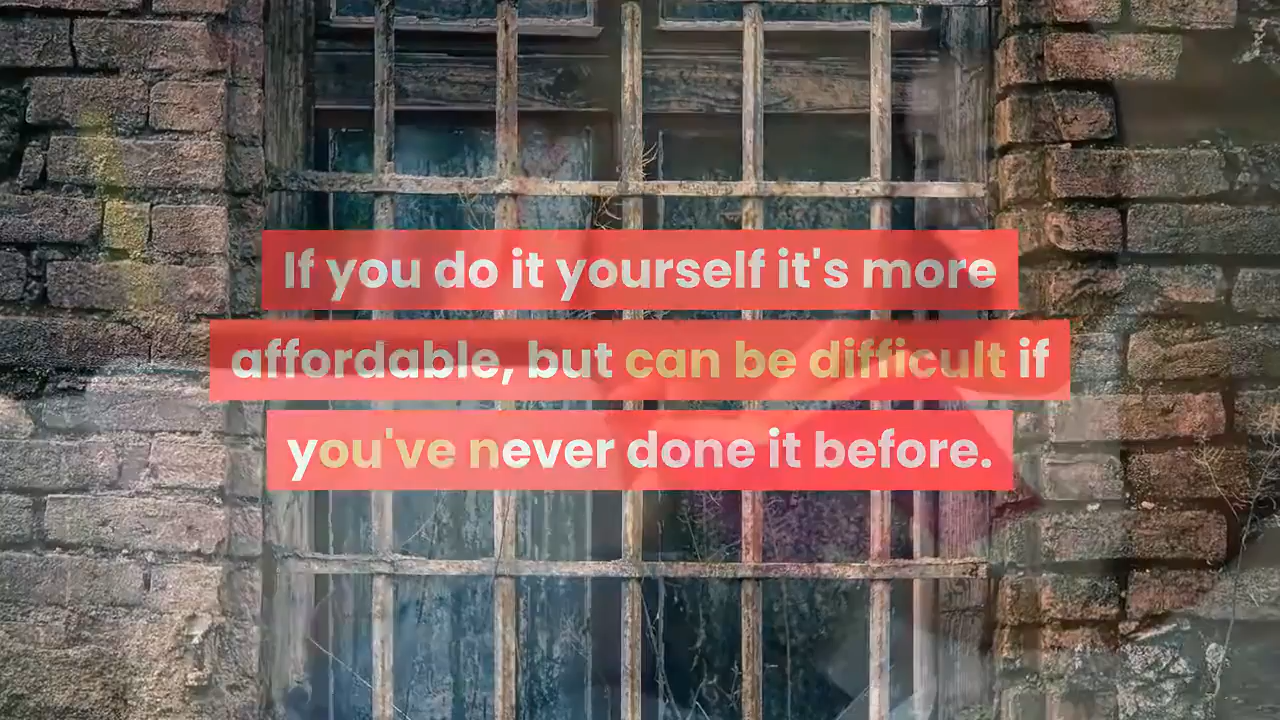 If you do it yourself it's more
affordable, but can be difficult if
you've never done it before.